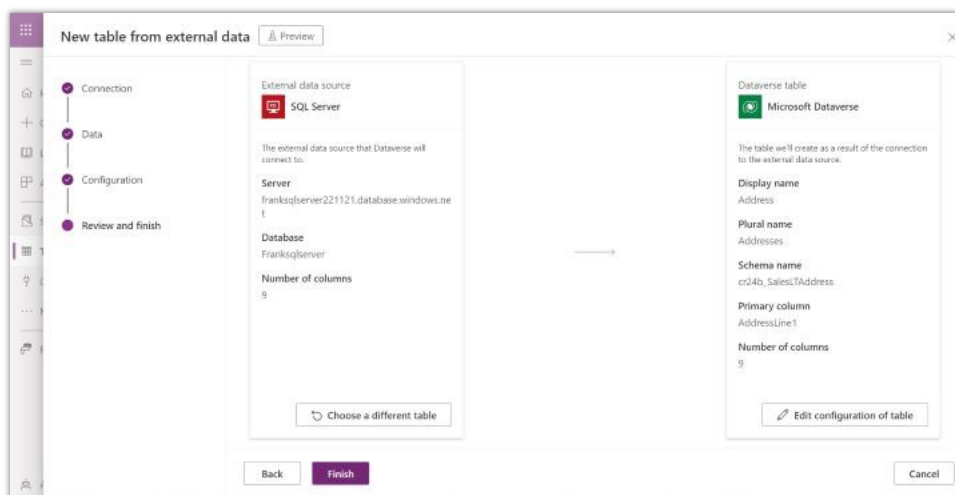 New table from external data
Preview
Connection
Data
Configuration
Review and finish
External data source
SQL Server
The external data source that Dataverse will
connect to.
Server
franksqlserver221121.database.windows.ne
t
Database
Franksqlserver
Number of columns
9
Choose a different table
Dataverse table
Microsoft Dataverse
The table we'll create as a result of the connection
to the external data source.
Display name
Address
Plural name
Addresses
Schema name
cr24b_SalesLTAddress
Primary column
AddressLine1
Number of columns
9
Edit configuration of table
Back
Finish
Cancel